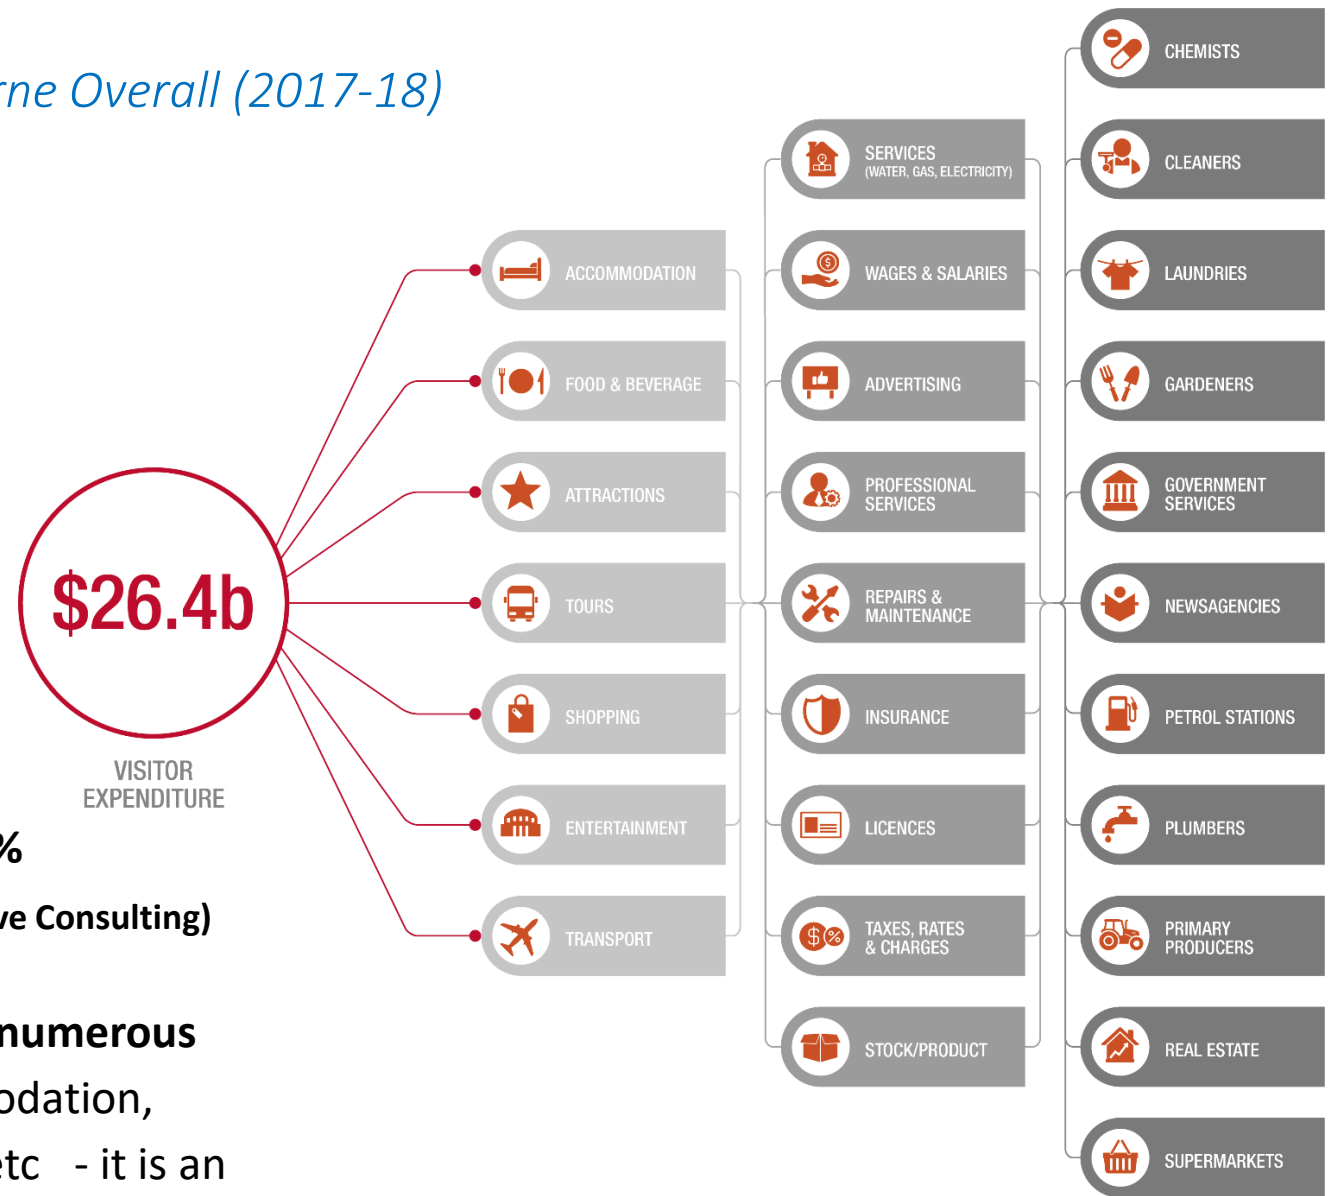 rne Overall (2017-18)
$26.4b
VISITOR
EXPENDITURE
%
ve Consulting)
numerous
odation,
etc - it is an
ACCOMMODATION
FOOD & BEVERAGE
ATTRACTIONS
TOURS
SHOPPING
ENTERTAINMENT
TRANSPORT
SERVICES
(WATER, GAS, ELECTRICITY)
WAGES & SALARIES
ADVERTISING
PROFESSIONAL
SERVICES
REPAIRS &
MAINTENANCE
INSURANCE
LICENCES
TAXES, RATES
& CHARGES
STOCK/PRODUCT
CHEMISTS
CLEANERS
LAUNDRIES
GARDENERS
GOVERNMENT
SERVICES
NEWSAGENCIES
PETROL STATIONS
PLUMBERS
PRIMARY
PRODUCERS
REAL ESTATE
SUPERMARKETS